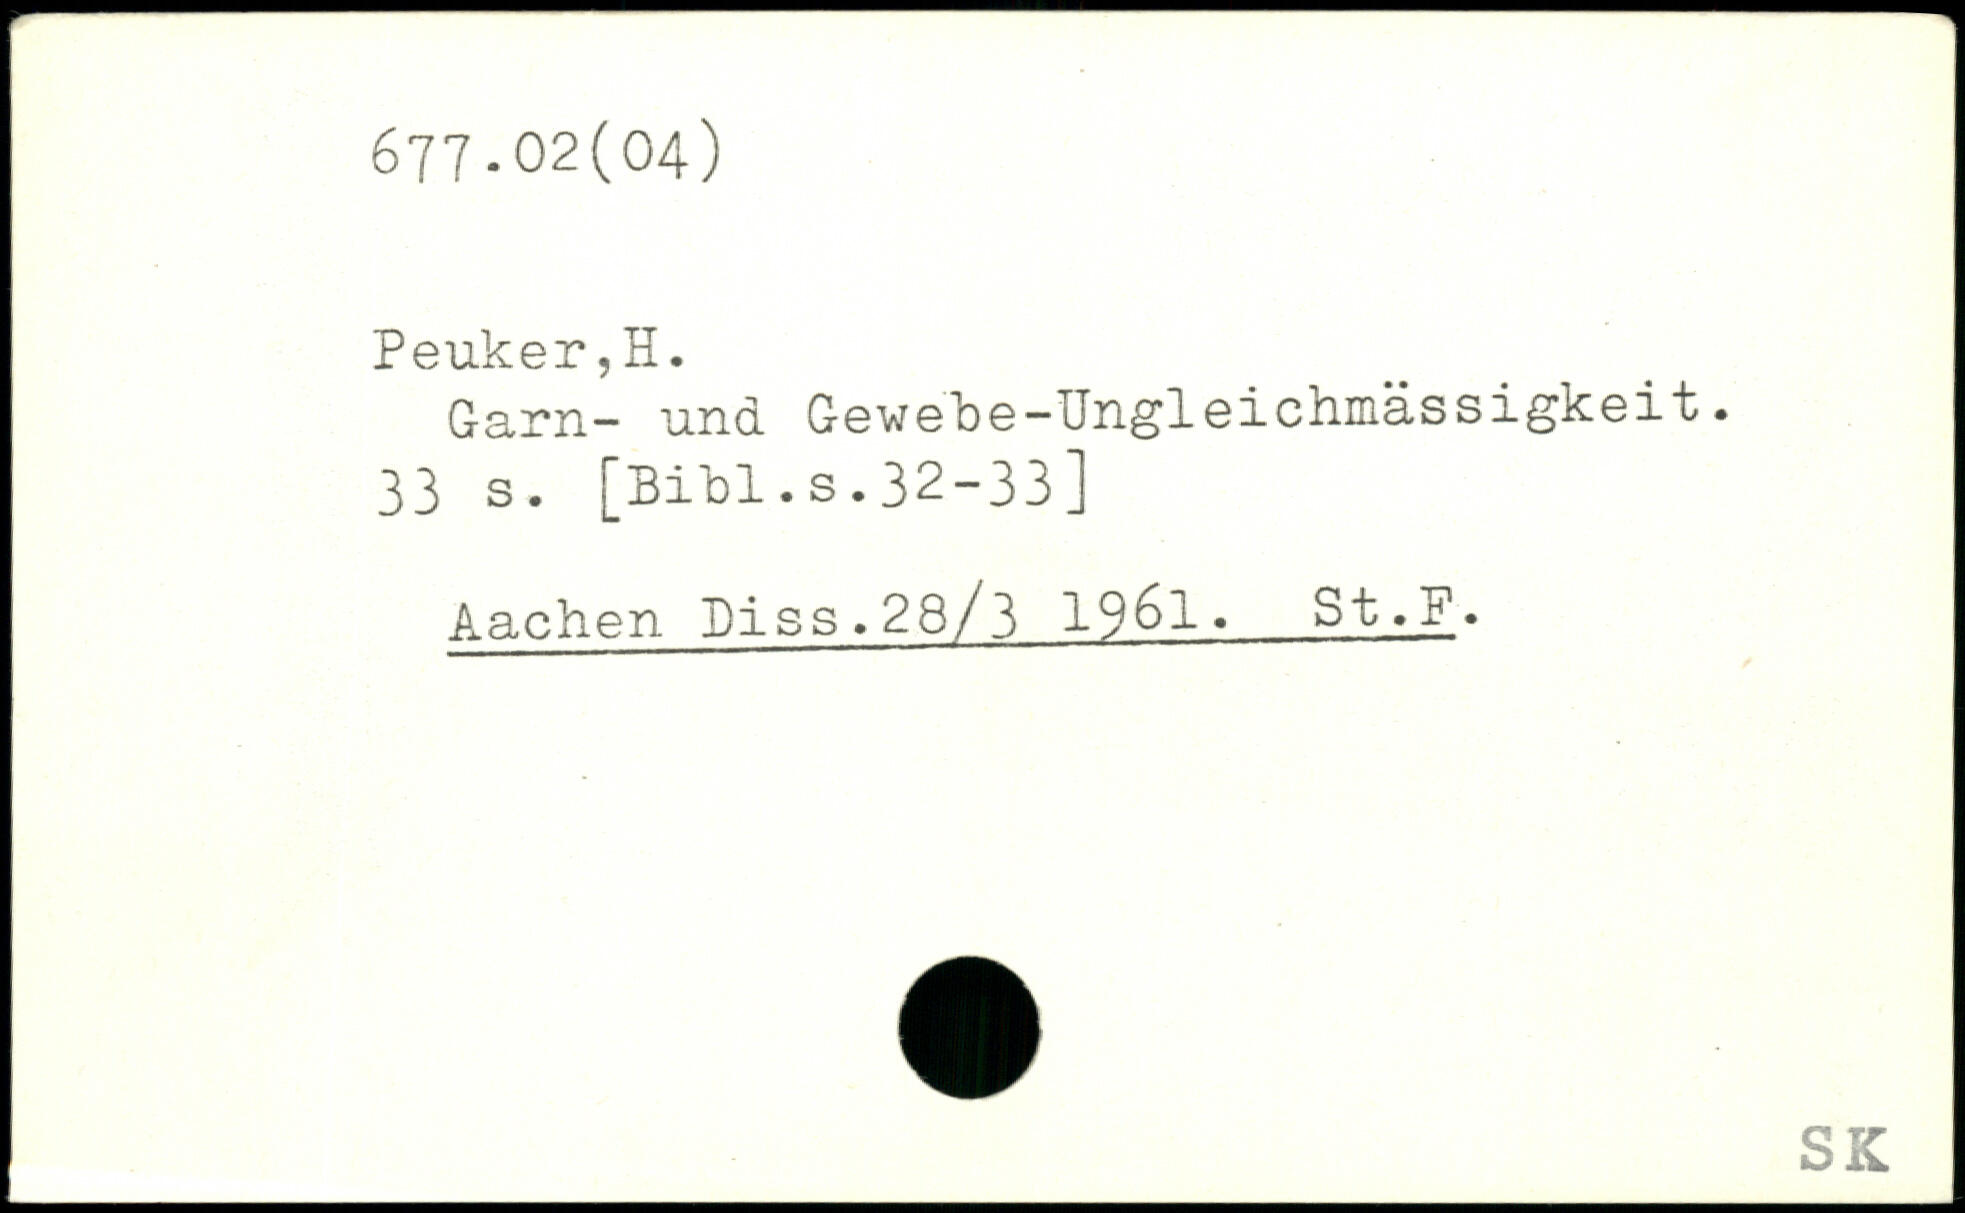 677.02(04)
Peuker,H.
Garn- und Gewebe-Ungleichmässigkeit.
33 s. [Bibl.s.32-33]
Aachen Diss.28/3 1961. St.F.
SK